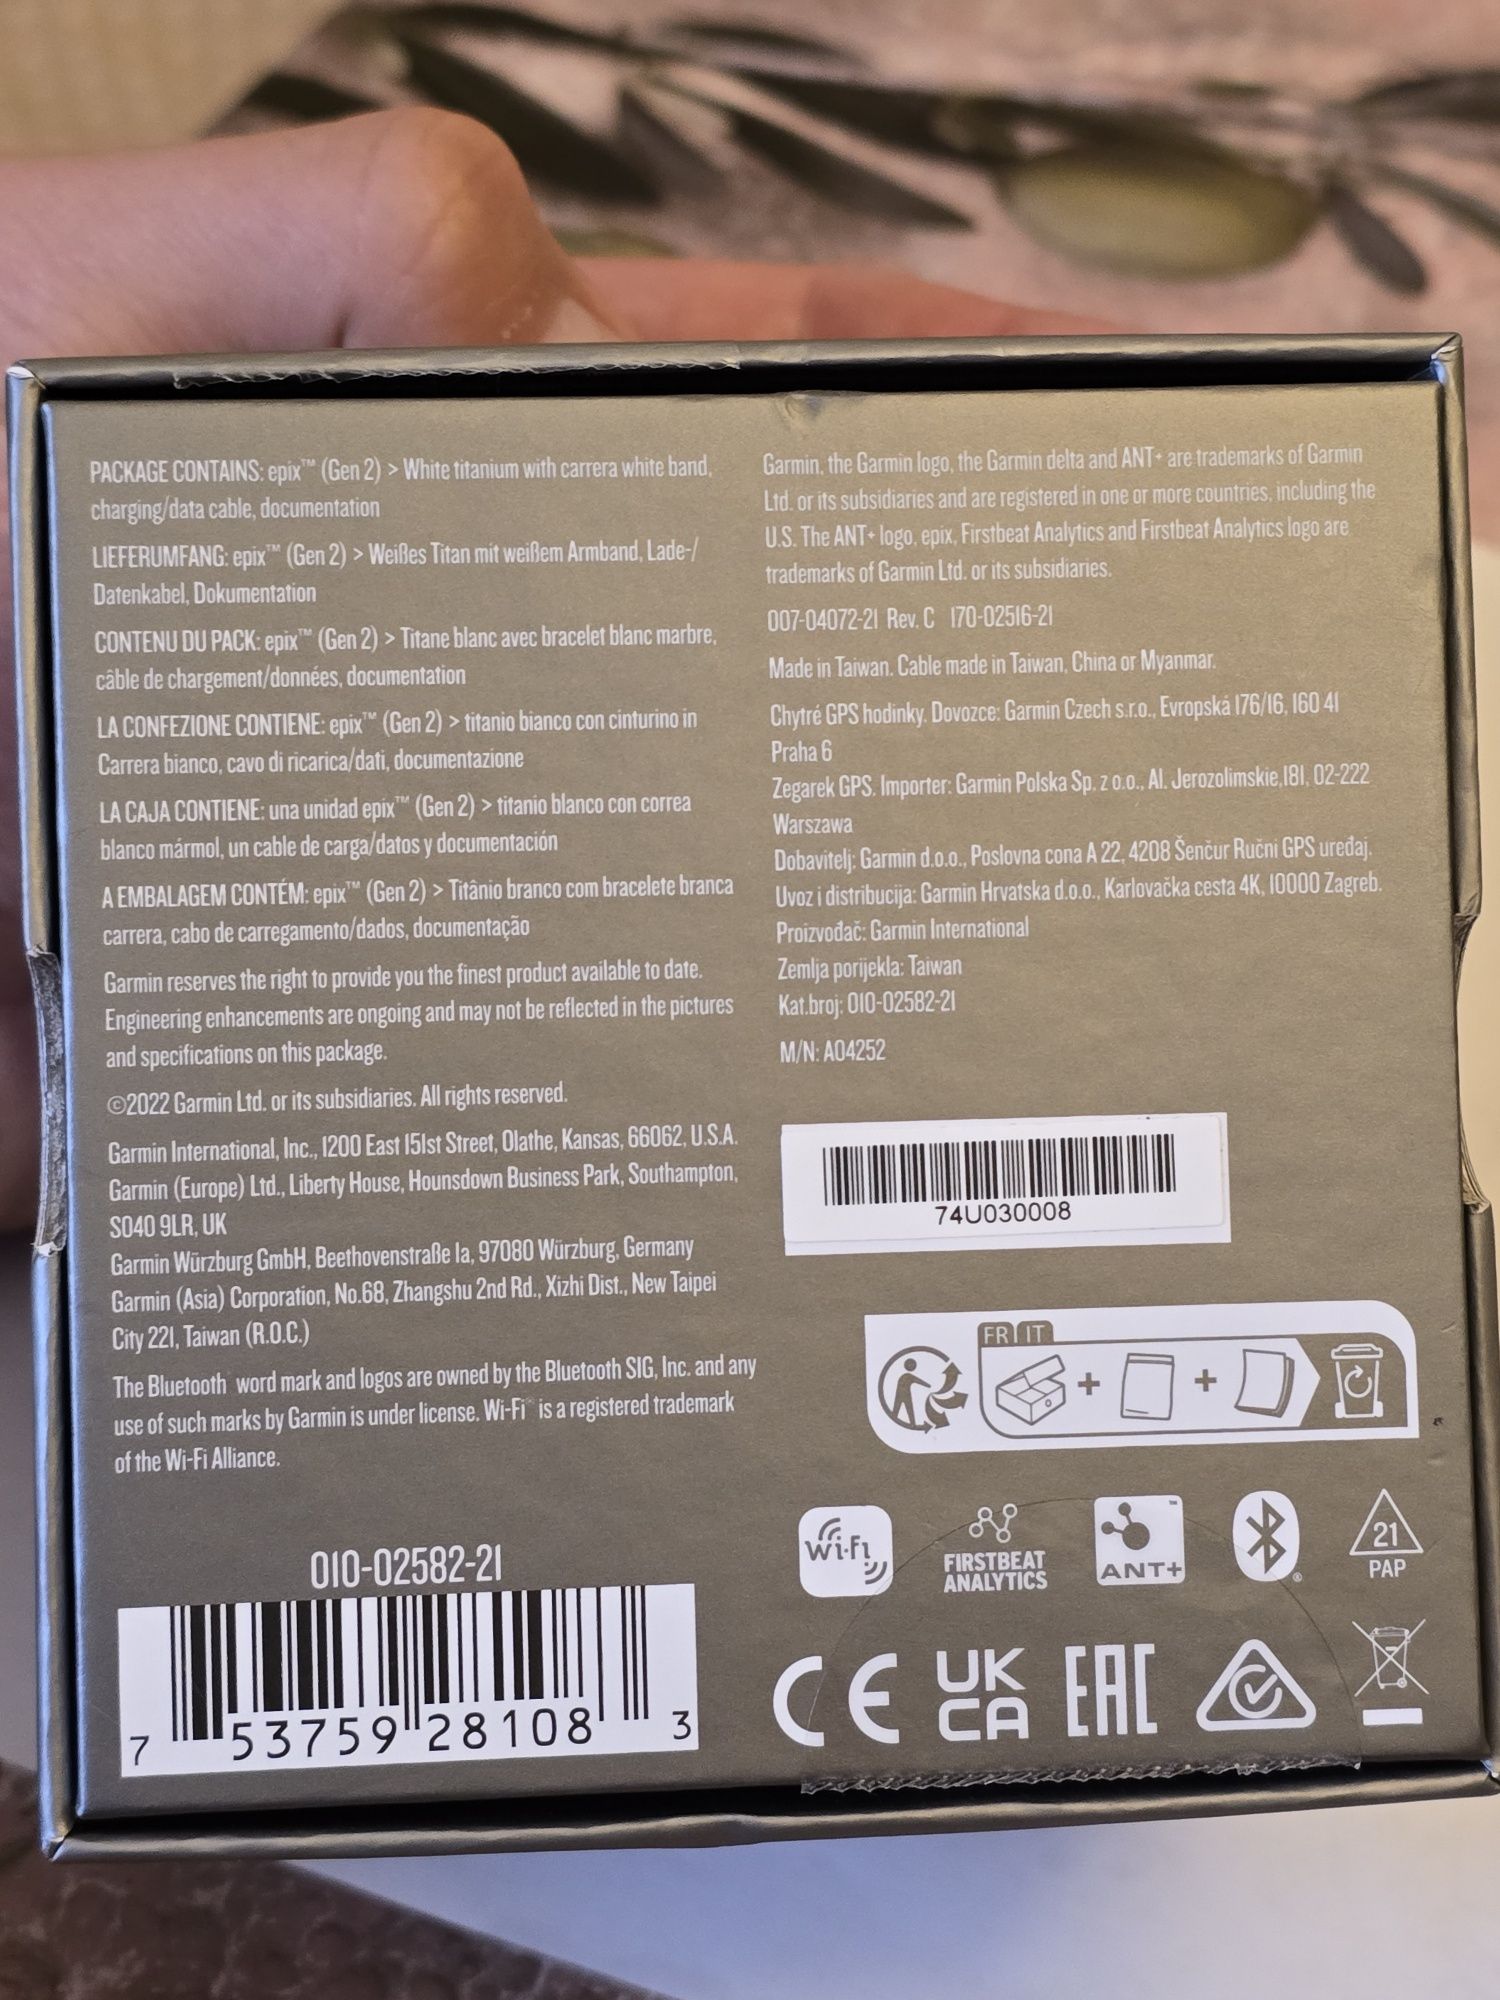 PACKAGE CONTAINS: epix™ (Gen 2) > White titanium with carrera white band,
charging/data cable, documentation
LIEFERUMFANG: epix™ (Gen 2) > Weißes Titan mit weißem Armband, Lade-/
Datenkabel, Dokumentation
CONTENU DU PACK: epix™ (Gen 2) > Titane blanc avec bracelet blanc marbre,
câble de chargement/données, documentation
LA CONFEZIONE CONTIENE: epix™ (Gen 2) > titanio bianco con cinturino in
Carrera bianco, cavo di ricarica/dati, documentazione
LA CAJA CONTIENE: una unidad epix™ (Gen 2) > titanio blanco con correa
blanco mármol, un cable de carga/datos y documentación
A EMBALAGEM CONTÉM: epix™ (Gen 2) > Titânio branco com bracelete branca
carrera, cabo de carregamento/dados, documentação
Garmin reserves the right to provide you the finest product available to date.
Engineering enhancements are ongoing and may not be reflected in the pictures
and specifications on this package.
©2022 Garmin Ltd. or its subsidiaries. All rights reserved.
Garmin International, Inc., 1200 East 151st Street, Olathe, Kansas, 66062, U.S.A.
Garmin (Europe) Ltd., Liberty House, Hounsdown Business Park, Southampton,
SO40 9LR, UK
Garmin Würzburg GmbH, Beethovenstraße 1a, 97080 Würzburg, Germany
Garmin (Asia) Corporation, No.68, Zhangshu 2nd Rd., Xizhi Dist., New Taipei
City 221, Taiwan (R.O.C.)
The Bluetooth word mark and logos are owned by the Bluetooth SIG, Inc. and any
use of such marks by Garmin is under license. Wi-Fi® is a registered trademark
of the Wi-Fi Alliance.
010-02582-21
7 53759 28108 3
Garmin, the Garmin logo, the Garmin delta and ANT+ are trademarks of Garmin
Ltd. or its subsidiaries and are registered in one or more countries, including the
U.S. The ANT+ logo, epix, Firstbeat Analytics and Firstbeat Analytics logo are
trademarks of Garmin Ltd. or its subsidiaries.
007-04072-21 Rev. C 170-02516-21
Made in Taiwan. Cable made in Taiwan, China or Myanmar.
Chytré GPS hodinky. Dovozce: Garmin Czech s.r.o., Evropská 176/16, 160 41
Praha 6
Zegarek GPS. Importer: Garmin Polska Sp. z o.o., Al. Jerozolimskie,181, 02-222
Warszawa
Dobavitelj: Garmin d.o.o., Poslovna cona A 22, 4208 Šenčur Ručni GPS uređaj.
Uvoz i distribucija: Garmin Hrvatska d.o.o., Karlovačka cesta 4K, 10000 Zagreb.
Proizvođač: Garmin International
Zemlja porijekla: Taiwan
Kat.broj: 010-02582-21
M/N: A04252
74U030008
FR IT
Wi-Fi
FIRSTBEAT
ANALYTICS
ANT+™
21
PAP
CE
UK
CA
EAC